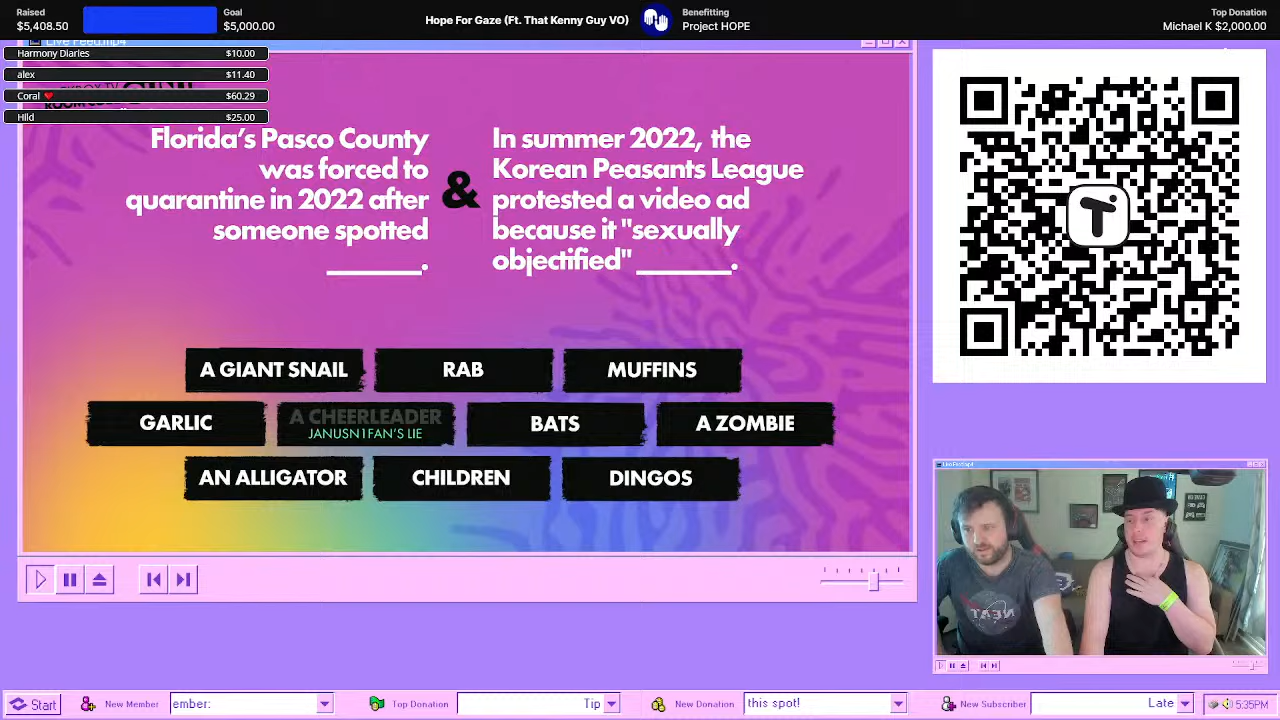 Raised
$5,408.50
Goal
$5,000.00
Hope For Gaze (Ft. That Kenny Guy VO)
Benefitting
Project HOPE
Top Donation
Michael K $2,000.00
Harmony Diaries $10.00
alex $11.40
Coral ❤️ $60.29
Hild $25.00
Florida's Pasco County
was forced to
quarantine in 2022 after
someone spotted
______.
&
In summer 2022, the
Korean Peasants League
protested a video ad
because it "sexually
objectified" ______.
A GIANT SNAIL
RAB
MUFFINS
GARLIC
A CHEERLEADER
JANUSN1FAN'S LIE
BATS
A ZOMBIE
AN ALLIGATOR
CHILDREN
DINGOS
NEAT
Start
New Member
ember:
Top Donation
Tip
New Donation
this spot!
New Subscriber
Late
5:35PM